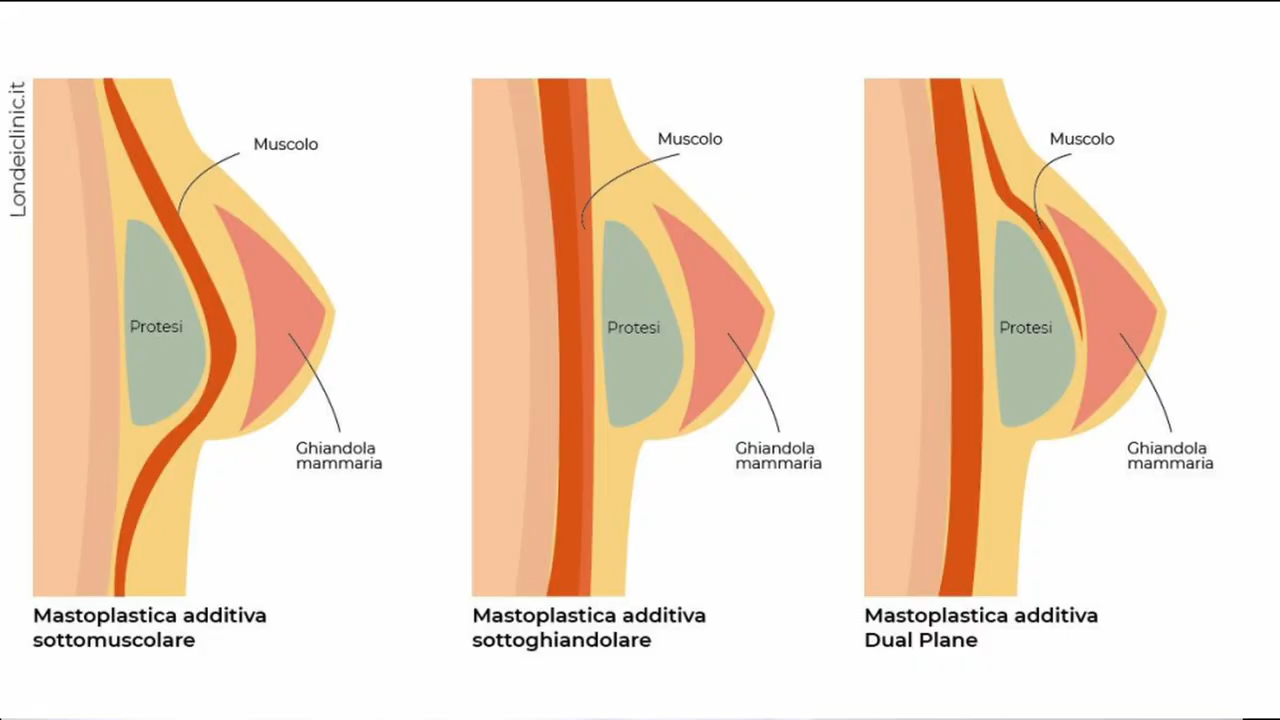 Londeiclinic.it
Muscolo
Protesi
Ghiandola
mammaria
Mastoplastica additiva
sottomuscolare
Muscolo
Protesi
Ghiandola
mammaria
Mastoplastica additiva
sottoghiandolare
Muscolo
Protesi
Ghiandola
mammaria
Mastoplastica additiva
Dual Plane